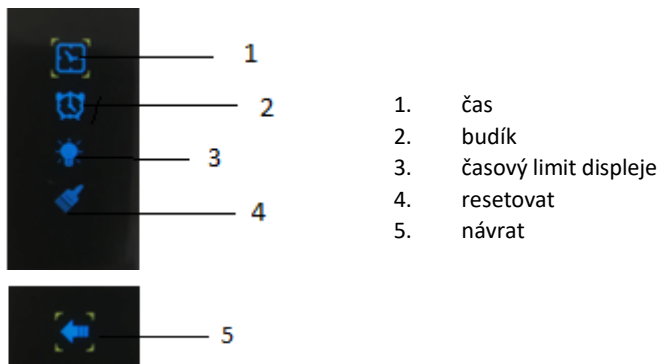 1
2
3
4
5
1. čas
2. budík
3. časový limit displeje
4. resetovat
5. návrat